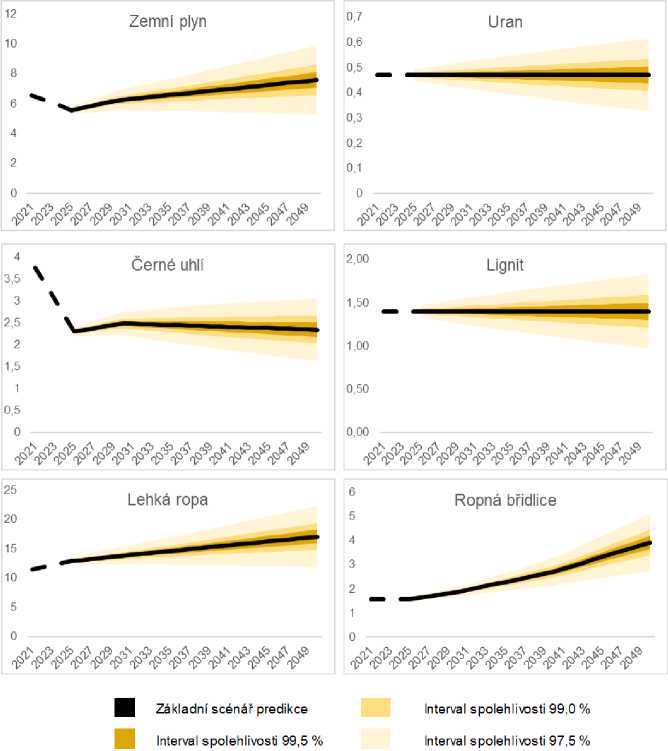 Zemní plyn
12
10
8
6
4
2
0
2021 2023 2025 2027 2029 2031 2033 2035 2037 2039 2041 2043 2045 2047 2049
Uran
0,7
0,6
0,5
0,4
0,3
0,2
0,1
0
2021 2023 2025 2027 2029 2031 2033 2035 2037 2039 2041 2043 2045 2047 2049
Černé uhlí
4
3,5
3
2,5
2
1,5
1
0,5
0
2021 2023 2025 2027 2029 2031 2033 2035 2037 2039 2041 2043 2045 2047 2049
Lignit
2,00
1,50
1,00
0,50
0,00
2021 2023 2025 2027 2029 2031 2033 2035 2037 2039 2041 2043 2045 2047 2049
Lehká ropa
25
20
15
10
5
0
2021 2023 2025 2027 2029 2031 2033 2035 2037 2039 2041 2043 2045 2047 2049
Ropná břidlice
6
5
4
3
2
1
0
2021 2023 2025 2027 2029 2031 2033 2035 2037 2039 2041 2043 2045 2047 2049
Základní scénář predikce
Interval spolehlivosti 99,0 %
Interval spolehlivosti 99,5 %
Interval spolehlivosti 97,5 %